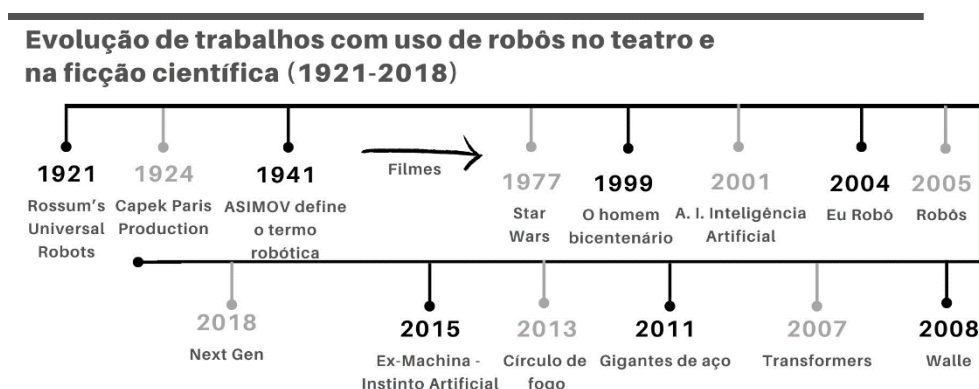 Evolução de trabalhos com uso de robôs no teatro e
na ficção científica (1921-2018)
1921
Rossum's
Universal
Robots
1924
Capek Paris
Production
1941
ASIMOV define
o termo
robótica
Filmes
1977
Star
Wars
1999
O homem
bicentenário
2001
A. I. Inteligência
Artificial
2004
Eu Robô
2005
Robôs
2018
Next Gen
2015
Ex-Machina -
Instinto Artificial
2013
Círculo de
fogo
2011
Gigantes de aço
2007
Transformers
2008
Walle